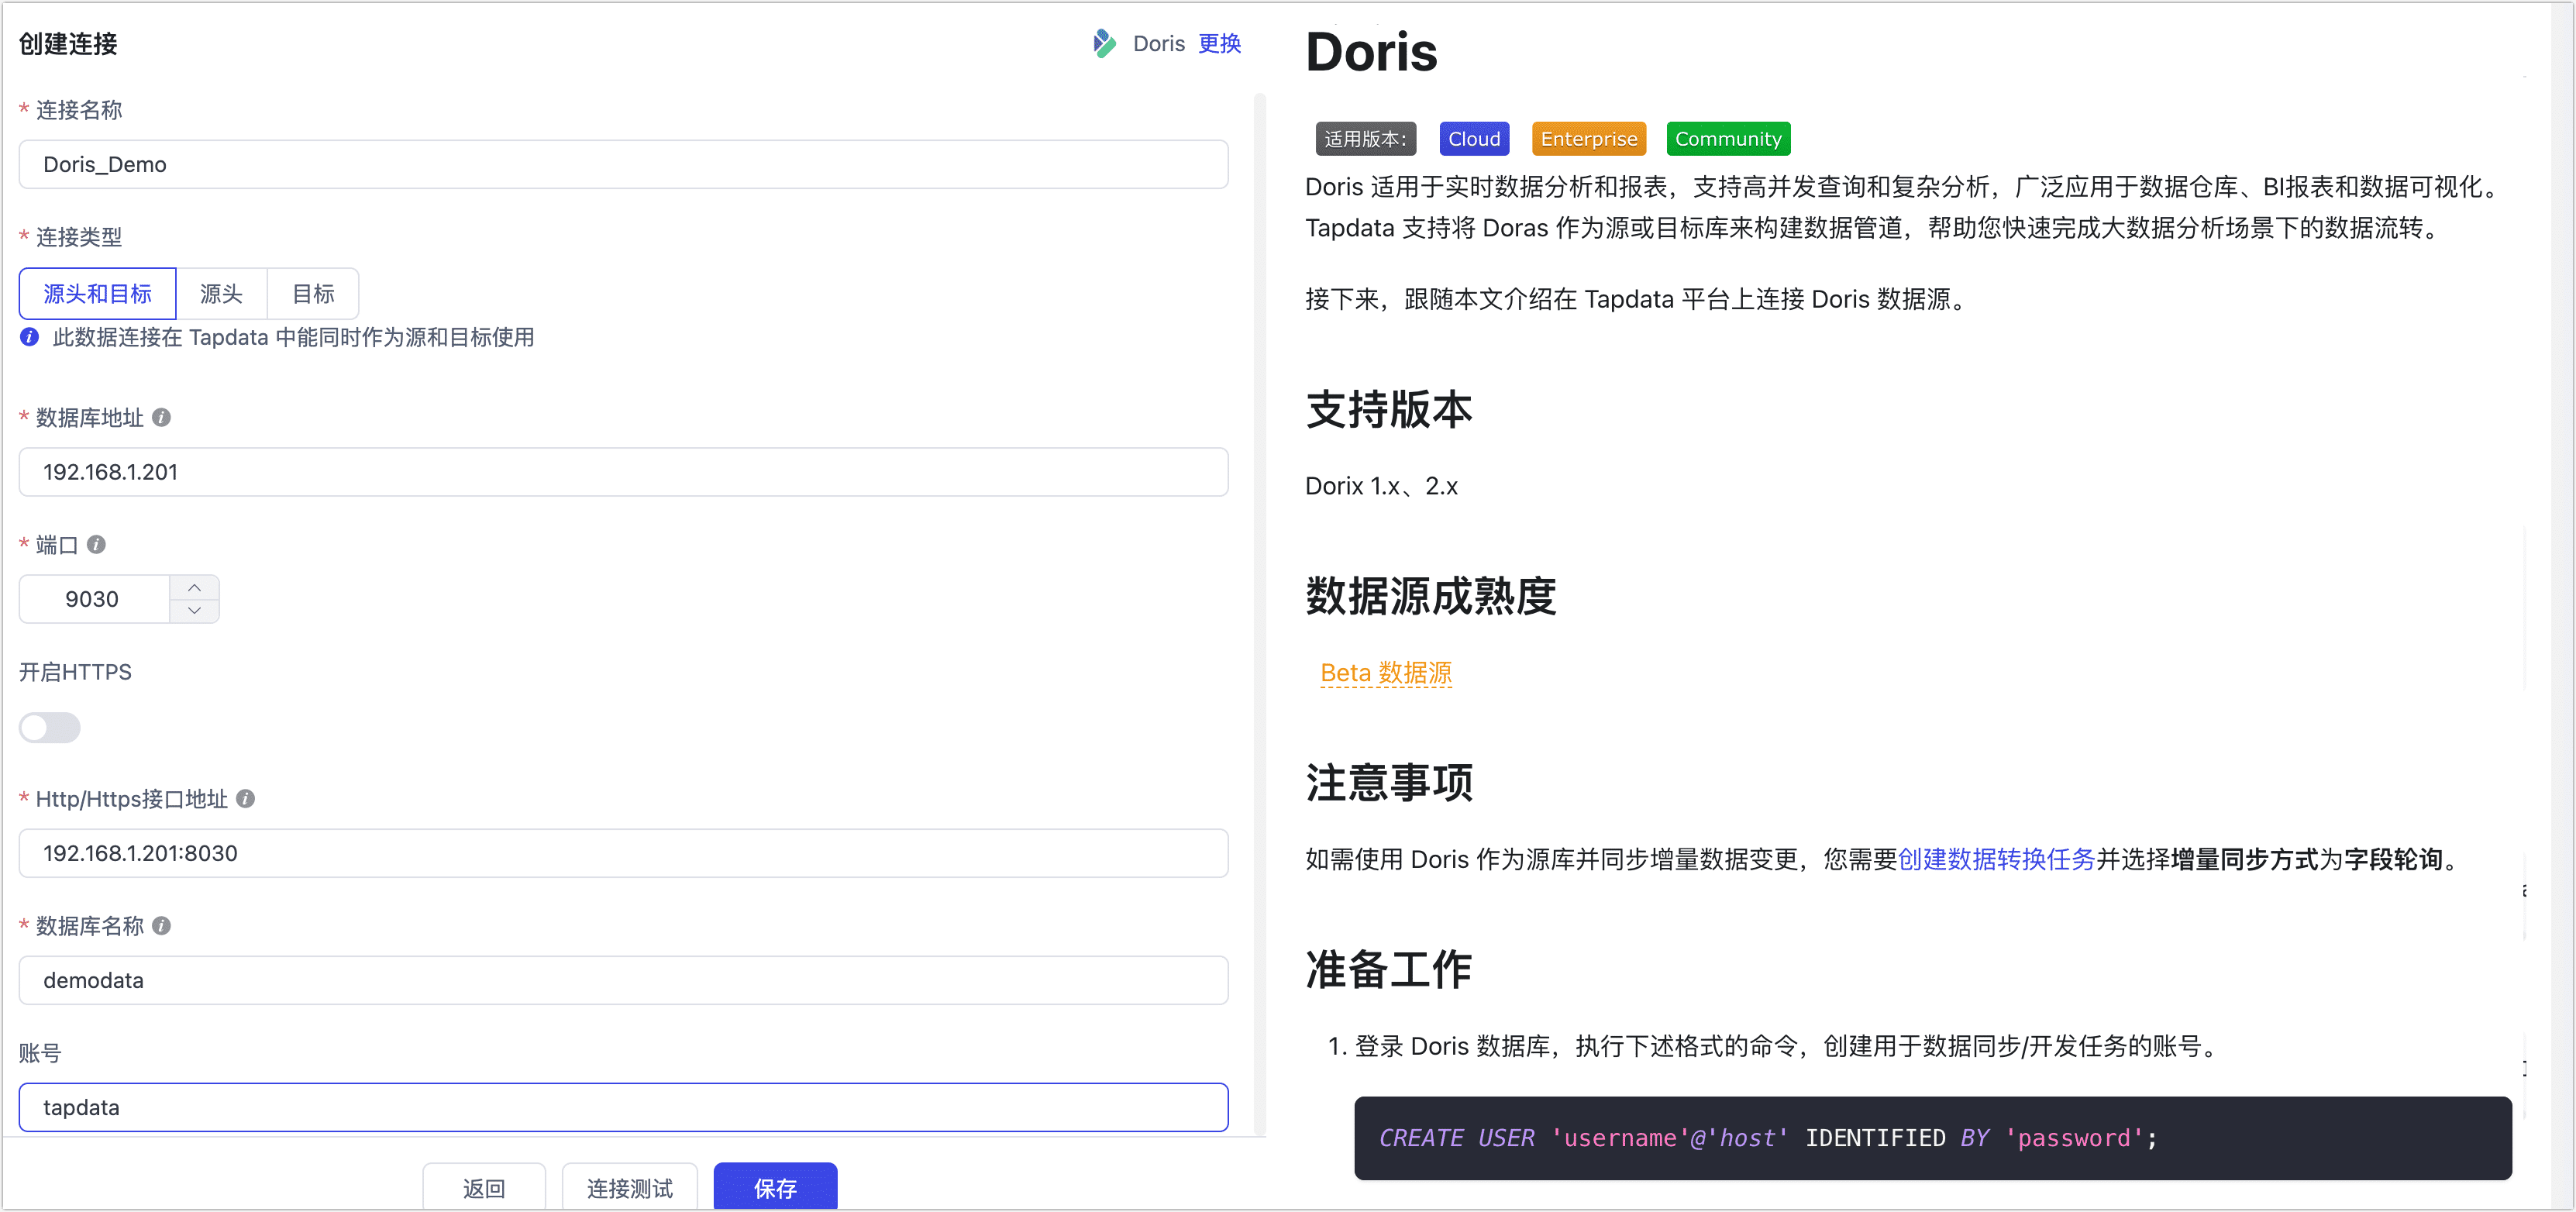 创建连接
Doris 更换
* 连接名称
Doris_Demo
* 连接类型
源头和目标 源头 目标
此数据连接在 Tapdata 中能同时作为源和目标使用
* 数据库地址
192.168.1.201
* 端口
9030
开启HTTPS
* Http/Https接口地址
192.168.1.201:8030
* 数据库名称
demodata
账号
tapdata
返回 连接测试 保存
Doris
适用版本: Cloud Enterprise Community
Doris 适用于实时数据分析和报表，支持高并发查询和复杂分析，广泛应用于数据仓库、BI报表和数据可视化。
Tapdata 支持将 Doras 作为源或目标库来构建数据管道，帮助您快速完成大数据分析场景下的数据流转。
接下来，跟随本文介绍在 Tapdata 平台上连接 Doris 数据源。
支持版本
Dorix 1.x、2.x
数据源成熟度
Beta 数据源
注意事项
如需使用 Doris 作为源库并同步增量数据变更，您需要创建数据转换任务并选择增量同步方式为字段轮询。
准备工作
1. 登录 Doris 数据库，执行下述格式的命令，创建用于数据同步/开发任务的账号。
CREATE USER 'username'@'host' IDENTIFIED BY 'password';